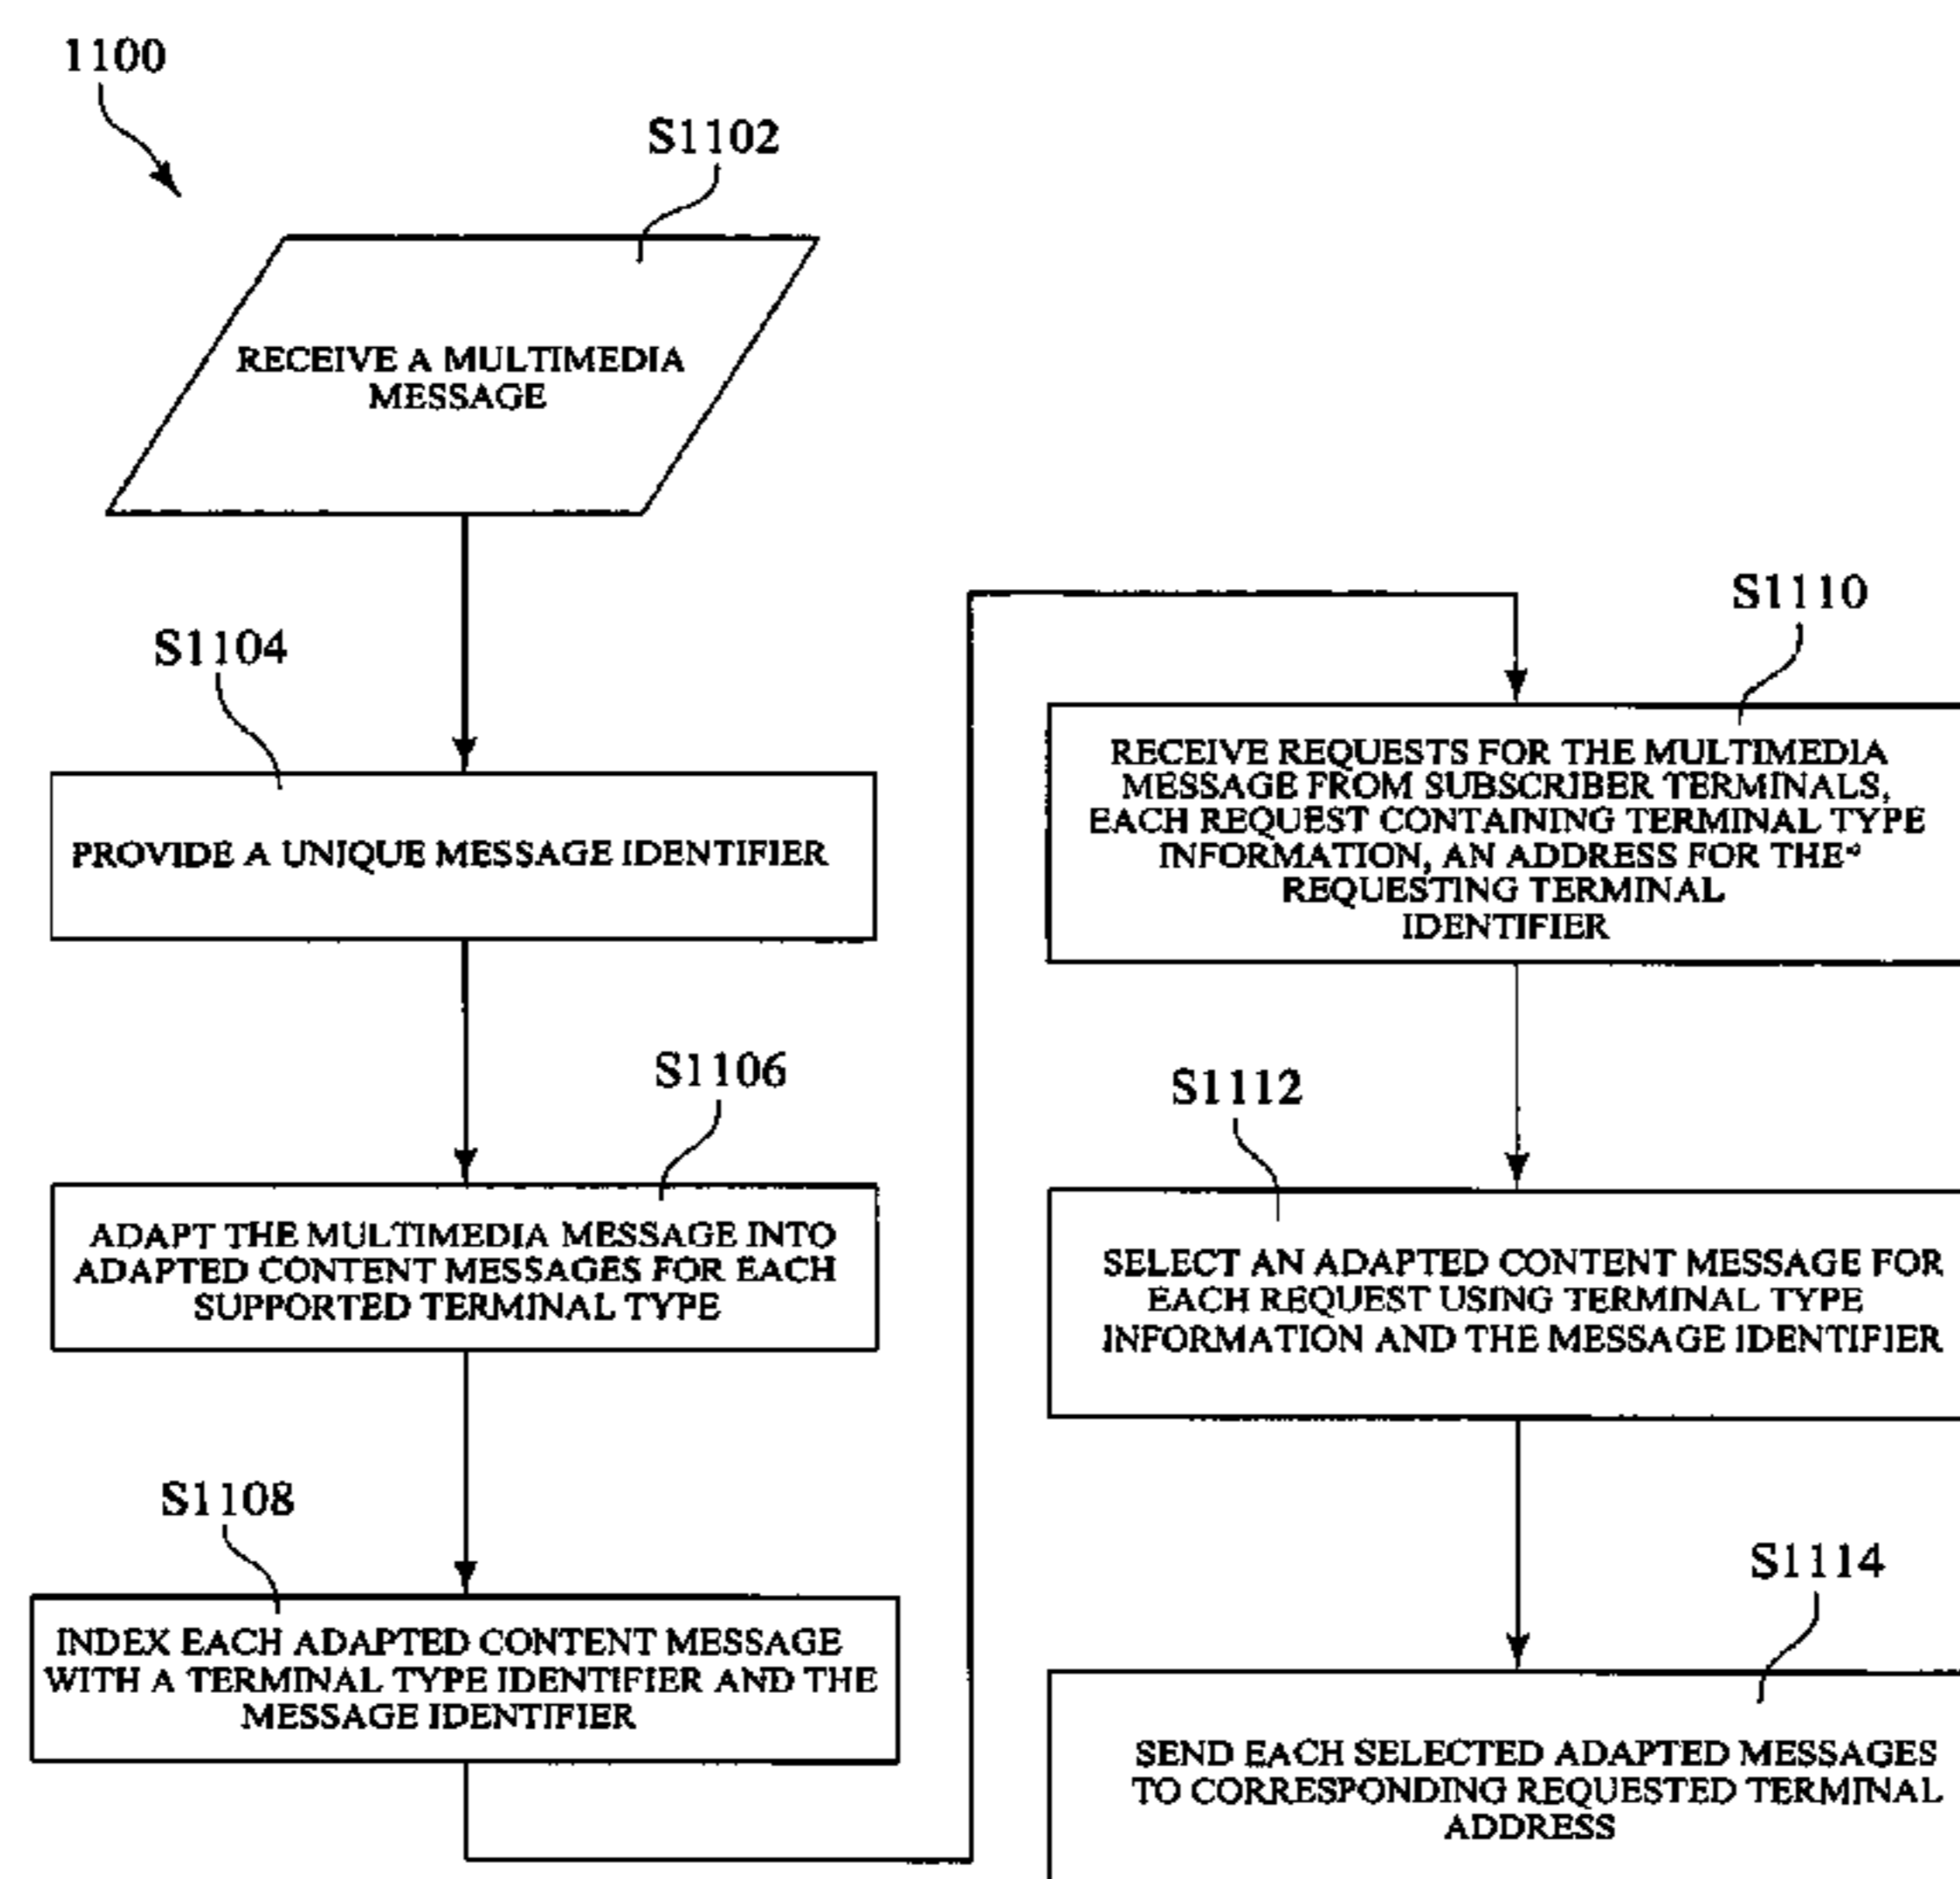 1100
S1102
RECEIVE A MULTIMEDIA
MESSAGE
S1104
PROVIDE A UNIQUE MESSAGE IDENTIFIER
S1106
ADAPT THE MULTIMEDIA MESSAGE INTO
ADAPTED CONTENT MESSAGES FOR EACH
SUPPORTED TERMINAL TYPE
S1108
INDEX EACH ADAPTED CONTENT MESSAGE
WITH A TERMINAL TYPE IDENTIFIER AND THE
MESSAGE IDENTIFIER
S1110
RECEIVE REQUESTS FOR THE MULTIMEDIA
MESSAGE FROM SUBSCRIBER TERMINALS,
EACH REQUEST CONTAINING TERMINAL TYPE
INFORMATION, AN ADDRESS FOR THE
REQUESTING TERMINAL
IDENTIFIER
S1112
SELECT AN ADAPTED CONTENT MESSAGE FOR
EACH REQUEST USING TERMINAL TYPE
INFORMATION AND THE MESSAGE IDENTIFIER
S1114
SEND EACH SELECTED ADAPTED MESSAGES
TO CORRESPONDING REQUESTED TERMINAL
ADDRESS